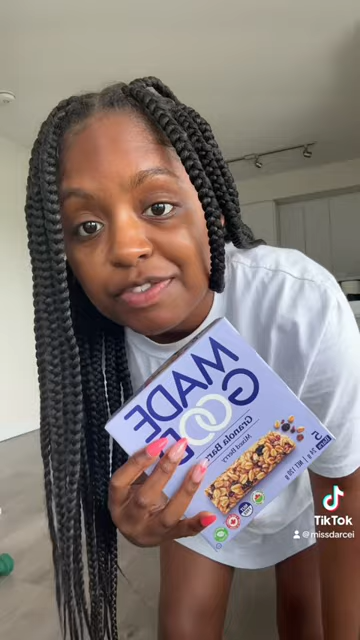 MADE
GOOD
Granola Bars
Mixed Berry
5
TikTok
@missdarcei